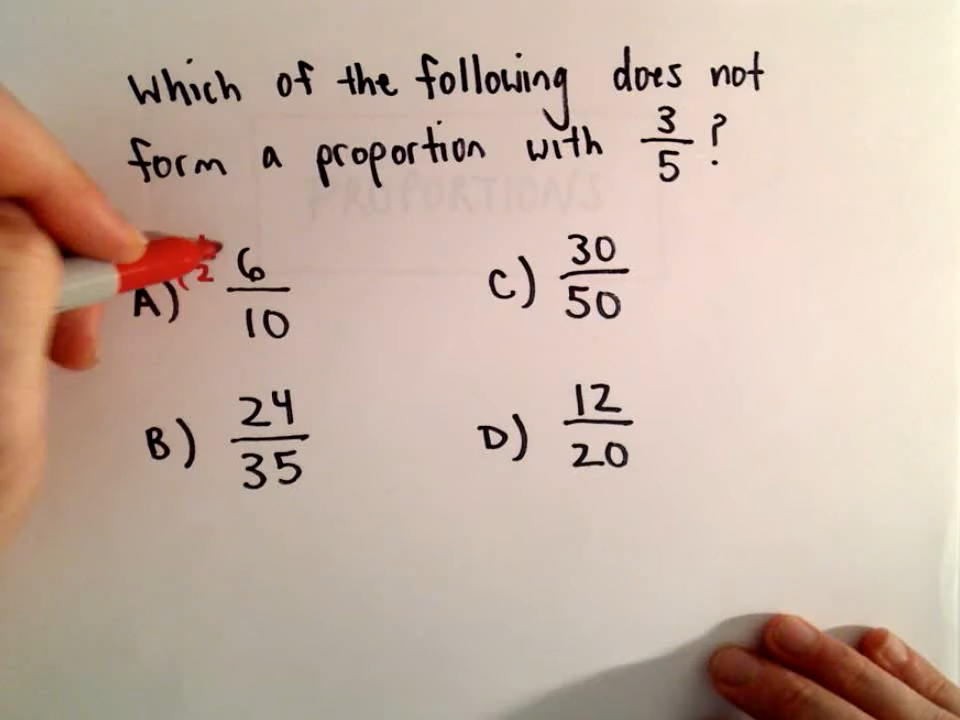 Which of the following does not
form a proportion with 3/5 ?
A) 6/10
C) 30/50
B) 24/35
D) 12/20
PROPORTIONS